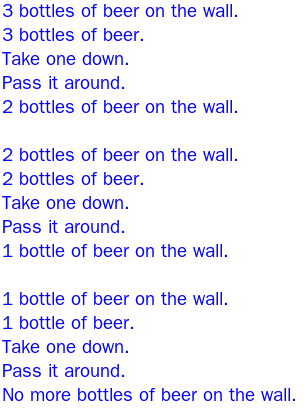 3 bottles of beer on the wall.
3 bottles of beer.
Take one down.
Pass it around.
2 bottles of beer on the wall.

2 bottles of beer on the wall.
2 bottles of beer.
Take one down.
Pass it around.
1 bottle of beer on the wall.

1 bottle of beer on the wall.
1 bottle of beer.
Take one down.
Pass it around.
No more bottles of beer on the wall.